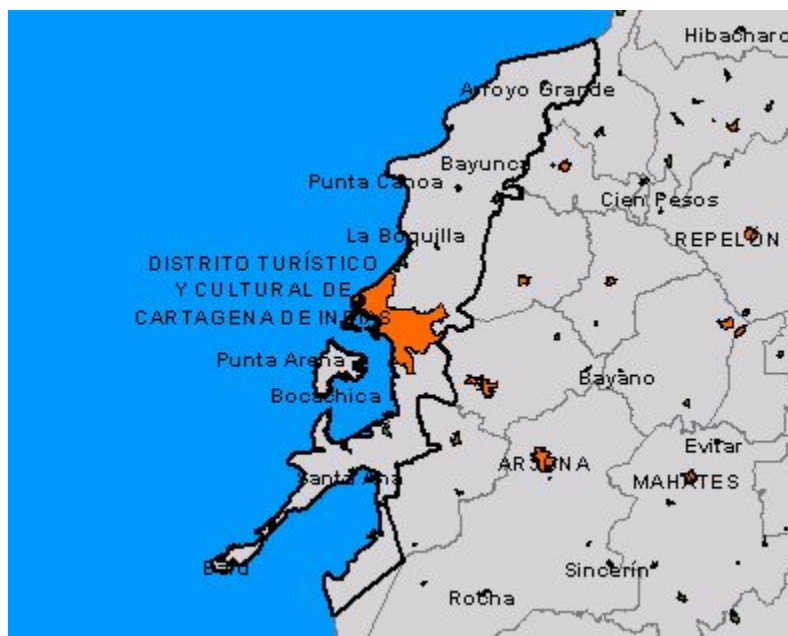 Hibacharo
Arroyo Grande
Bayunca
Punta Canoa
Cien Pesos
La Boquilla
REPELON
DISTRITO TURÍSTICO
Y CULTURAL DE
CARTAGENA DE INDIAS
Punta Arena
Bayano
Bocachica
Evitar
ARJONA
Santa Ana
MAHATES
Barú
Sincerín
Rocha